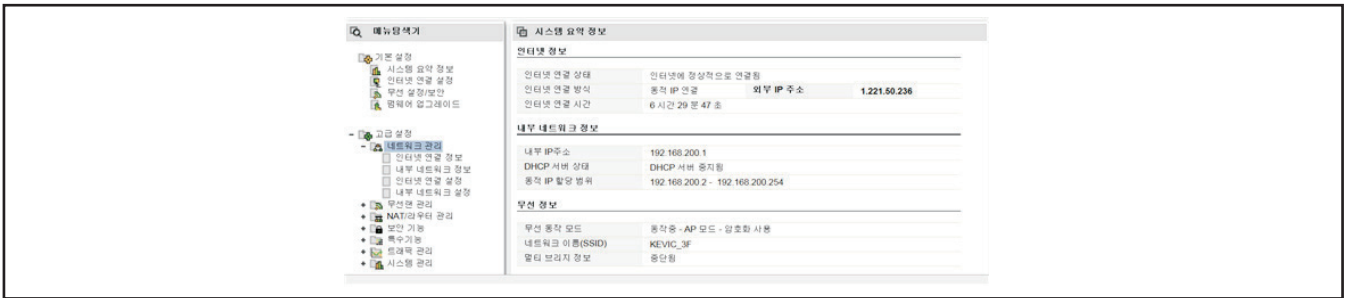 메뉴탐색기
기본 설정
시스템 요약 정보
인터넷 연결 설정
무선 설정/보안
펌웨어 업그레이드
고급 설정
네트워크 관리
인터넷 연결 정보
내부 네트워크 정보
인터넷 연결 설정
내부 네트워크 설정
무선랜 관리
NAT/라우터 관리
보안 기능
특수기능
트래픽 관리
시스템 관리
시스템 요약 정보
인터넷 정보
인터넷 연결 상태 인터넷에 정상적으로 연결됨
인터넷 연결 방식 동적 IP 연결 외부 IP 주소 1.221.50.236
인터넷 연결 시간 6 시간 29 분 47 초
내부 네트워크 정보
내부 IP주소 192.168.200.1
DHCP 서버 상태 DHCP 서버 중지됨
동적 IP 할당 범위 192.168.200.2 - 192.168.200.254
무선 정보
무선 동작 모드 동작중 - AP 모드 - 암호화 사용
네트워크 이름(SSID) KEVIC_3F
멀티 브리지 정보 중단됨